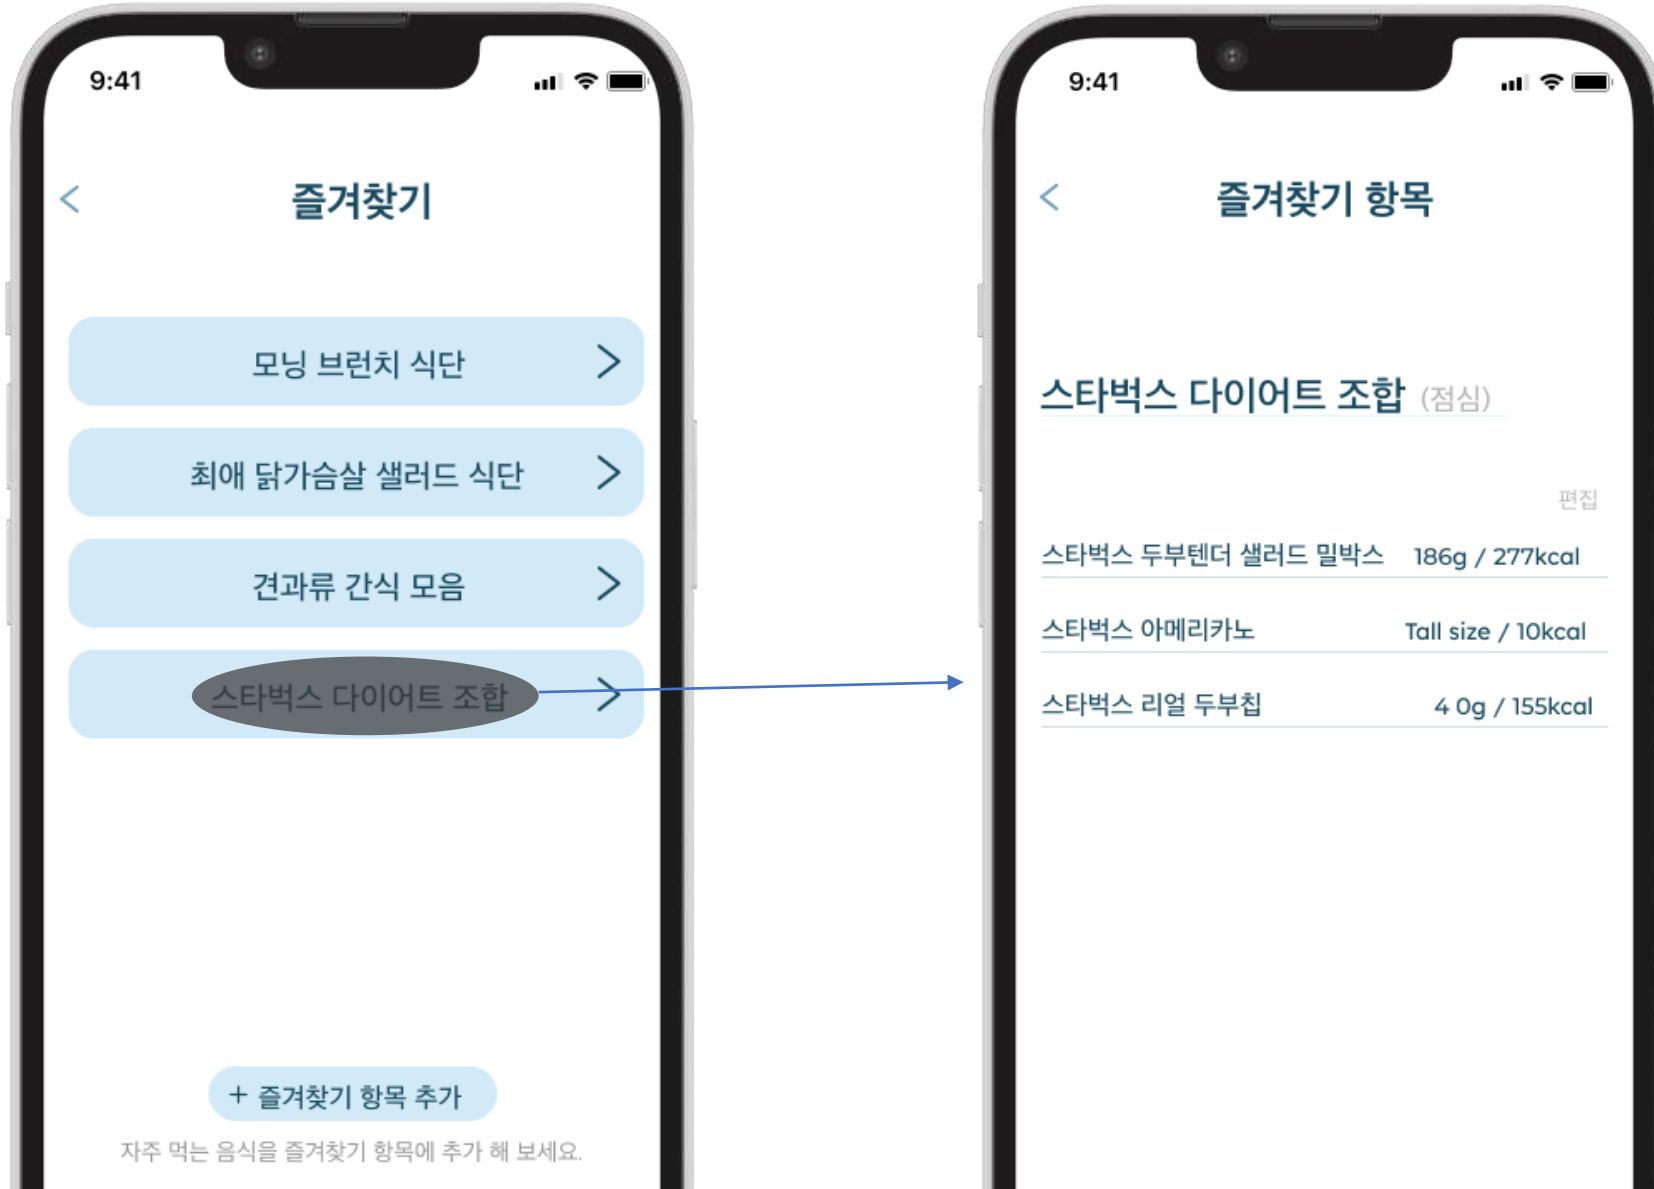 9:41
즐겨찾기
모닝 브런치 식단
최애 닭가슴살 샐러드 식단
견과류 간식 모음
스타벅스 다이어트 조합
+ 즐겨찾기 항목 추가
자주 먹는 음식을 즐겨찾기 항목에 추가 해 보세요.
9:41
즐겨찾기 항목
스타벅스 다이어트 조합 (점심)
편집
스타벅스 두부텐더 샐러드 밀박스 186g / 277kcal
스타벅스 아메리카노 Tall size / 10kcal
스타벅스 리얼 두부칩 4 0g / 155kcal